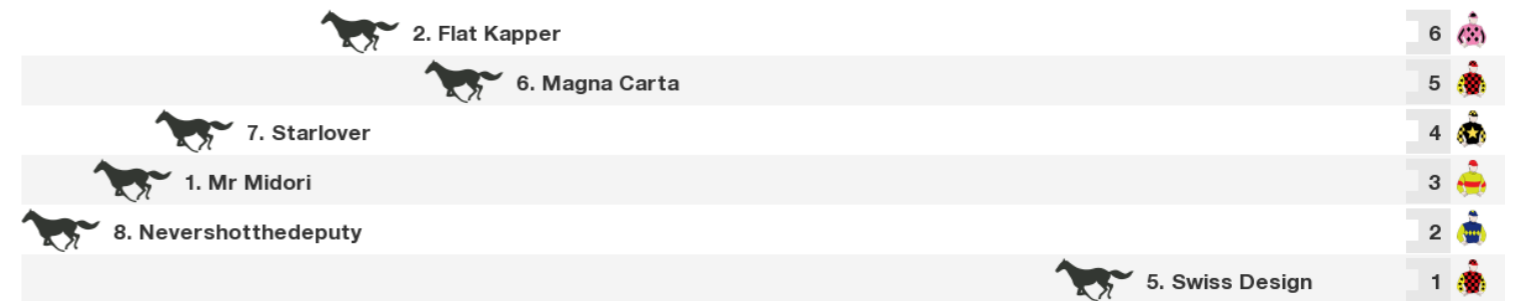 2. Flat Kapper 6
6. Magna Carta 5
7. Starlover 4
1. Mr Midori 3
8. Nevershotthedeputy 2
5. Swiss Design 1